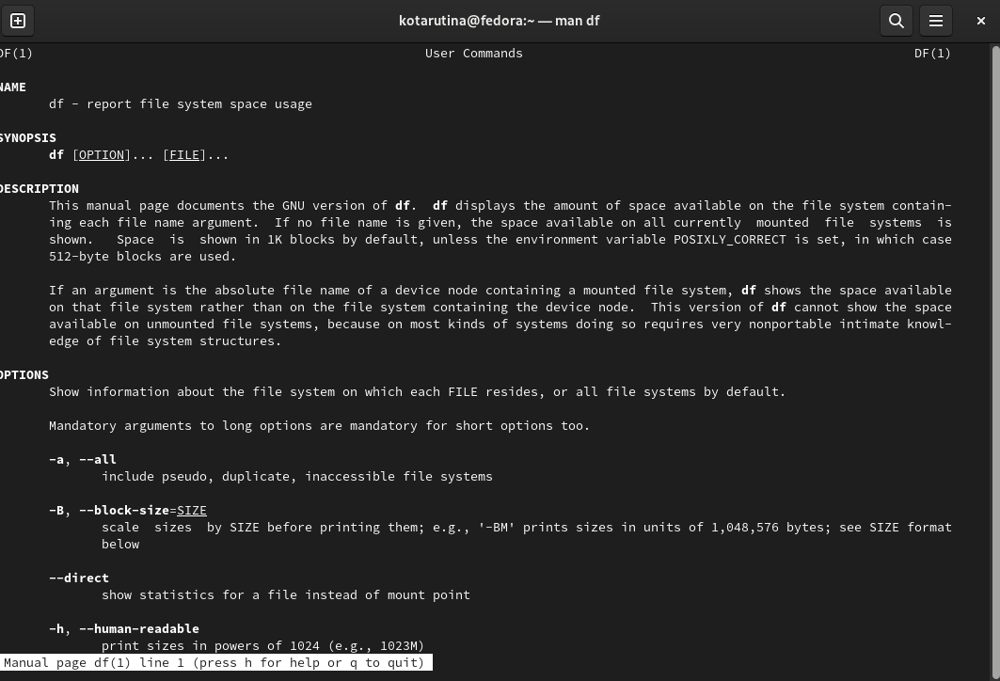 kotarutina@fedora:~ — man df
DF(1) User Commands DF(1)
NAME
df - report file system space usage
SYNOPSIS
df [OPTION]... [FILE]...
DESCRIPTION
This manual page documents the GNU version of df.  df displays the amount of space available on the file system contain-
ing each file name argument.  If no file name is given, the space available on all currently  mounted  file  systems  is
shown.   Space  is  shown in 1K blocks by default, unless the environment variable POSIXLY_CORRECT is set, in which case
512-byte blocks are used.
If an argument is the absolute file name of a device node containing a mounted file system, df shows the space available
on that file system rather than on the file system containing the device node.  This version of df cannot show the space
available on unmounted file systems, because on most kinds of systems doing so requires very nonportable intimate knowl-
edge of file system structures.
OPTIONS
Show information about the file system on which each FILE resides, or all file systems by default.
Mandatory arguments to long options are mandatory for short options too.
-a, --all
include pseudo, duplicate, inaccessible file systems
-B, --block-size=SIZE
scale  sizes  by SIZE before printing them; e.g., '-BM' prints sizes in units of 1,048,576 bytes; see SIZE format
below
--direct
show statistics for a file instead of mount point
-h, --human-readable
print sizes in powers of 1024 (e.g., 1023M)
Manual page df(1) line 1 (press h for help or q to quit)